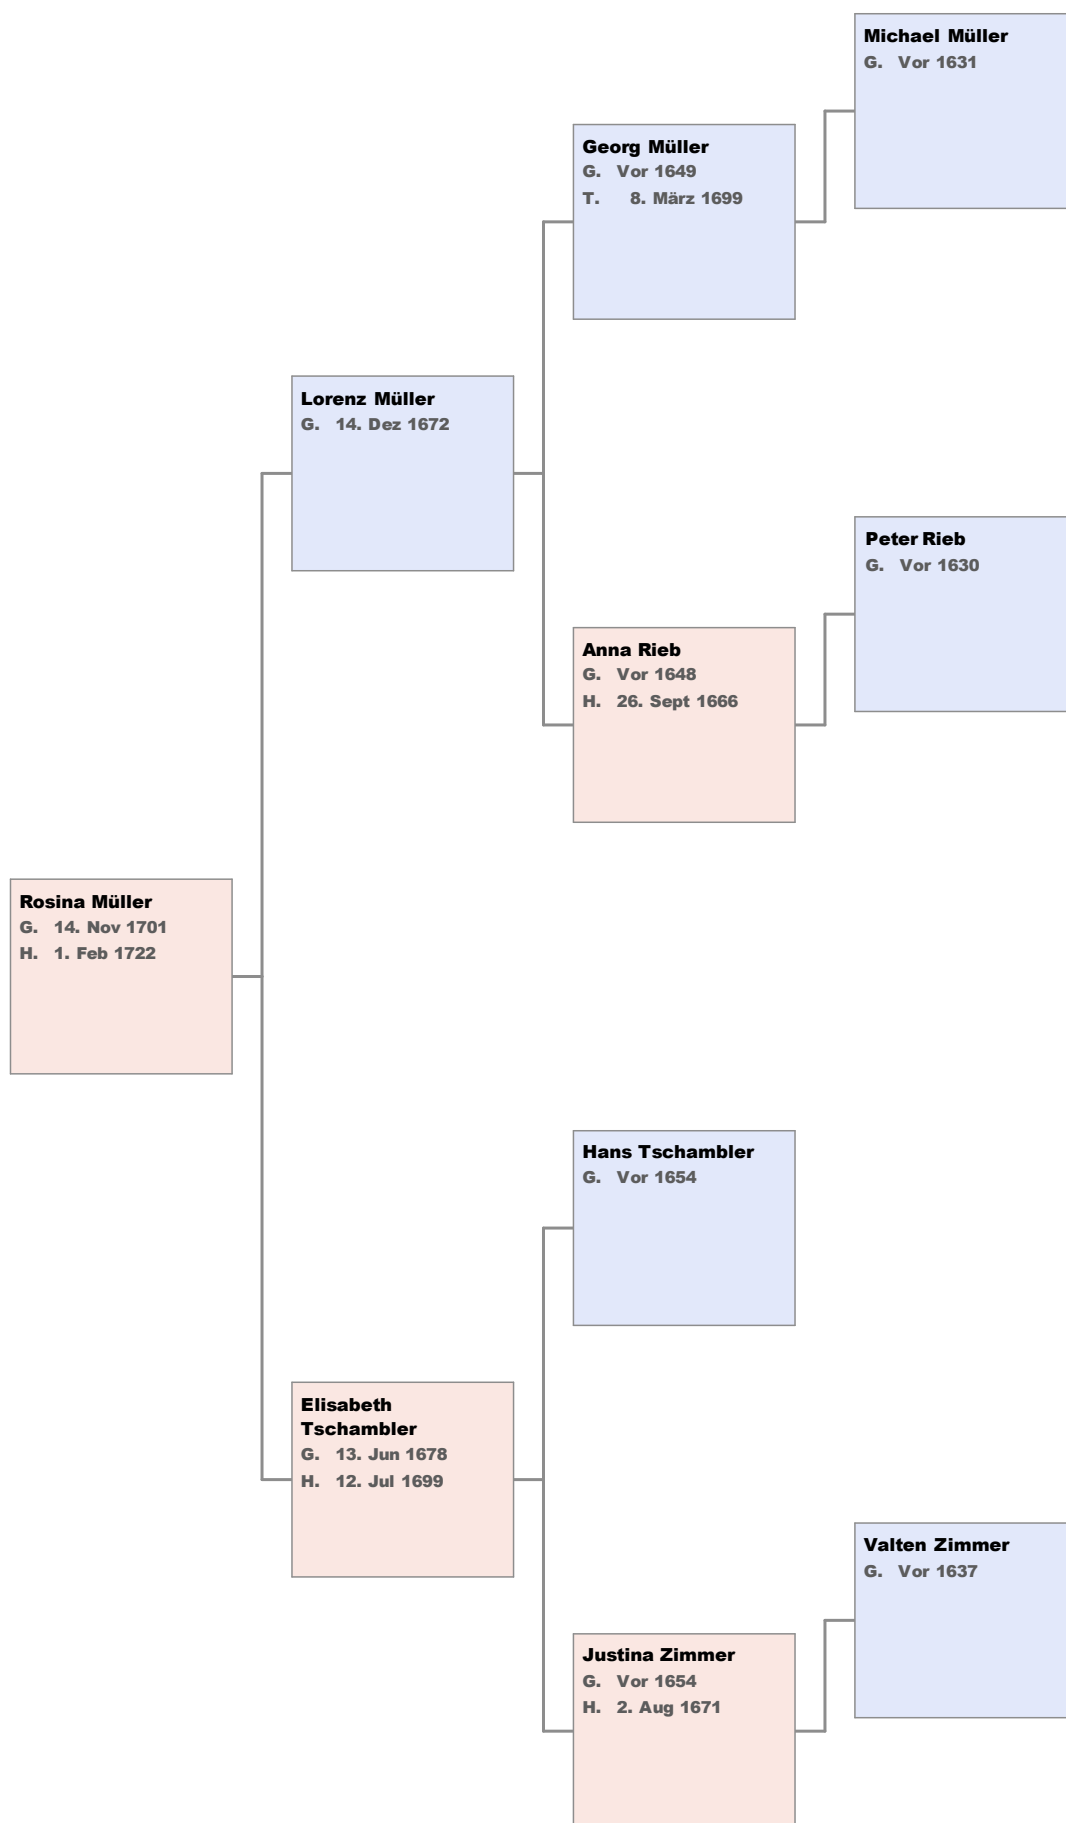 Michael Müller
G. Vor 1631
Georg Müller
G. Vor 1649
T. 8. März 1699
Lorenz Müller
G. 14. Dez 1672
Peter Rieb
G. Vor 1630
Anna Rieb
G. Vor 1648
H. 26. Sept 1666
Rosina Müller
G. 14. Nov 1701
H. 1. Feb 1722
Hans Tschambler
G. Vor 1654
Elisabeth
Tschambler
G. 13. Jun 1678
H. 12. Jul 1699
Valten Zimmer
G. Vor 1637
Justina Zimmer
G. Vor 1654
H. 2. Aug 1671